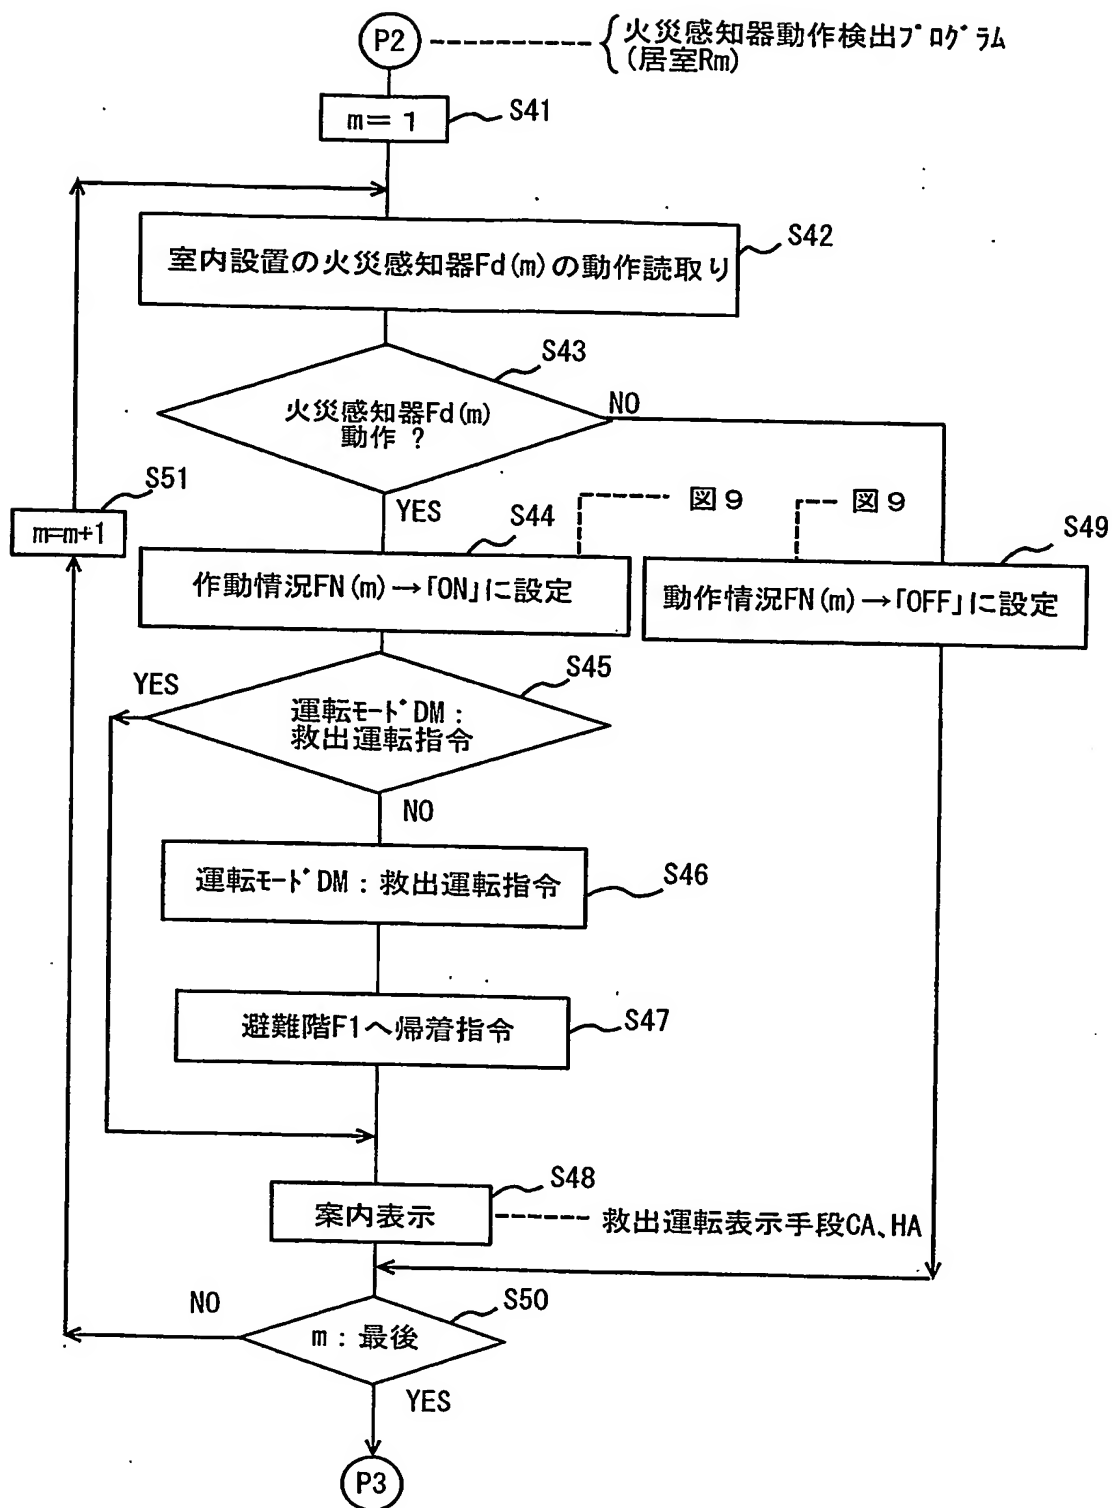 P2
火災感知器動作検出プログラム
(居室Rm)
m=1
S41
室内設置の火災感知器Fd(m)の動作読取り
S42
火災感知器Fd(m)
動作?
S43
NO
YES
S51
m=m+1
図9
図9
S44
作動情況FN(m)→「ON」に設定
S49
動作情況FN(m)→「OFF」に設定
S45
YES
運転モードDM:
救出運転指令
NO
運転モードDM:救出運転指令
S46
避難階F1へ帰着指令
S47
S48
案内表示
救出運転表示手段CA、HA
NO
S50
m:最後
YES
P3